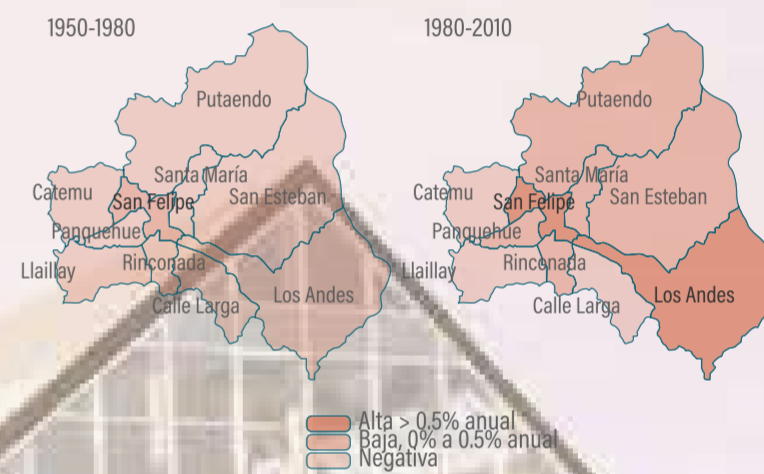 1950-1980
Putaendo
Santa María
Catemu
San Felipe
San Esteban
Panquehue
Rinconada
Llaillay
Calle Larga
Los Andes
1980-2010
Putaendo
Santa María
Catemu
San Felipe
San Esteban
Panquehue
Rinconada
Llaillay
Calle Larga
Los Andes
Alta > 0.5% anual
Baja, 0% a 0.5% anual
Negativa